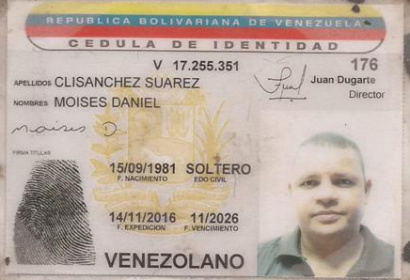 REPUBLICA BOLIVARIANA DE VENEZUELA
CEDULA DE IDENTIDAD
V 17.255.351 176
APELLIDOS CLISANCHEZ SUAREZ
Juan Dugarte
Director
NOMBRES MOISES DANIEL
moises D
FIRMA TITULAR
15/09/1981 SOLTERO
F. NACIMIENTO EDO CIVIL
14/11/2016 11/2026
F. EXPEDICION F. VENCIMIENTO
VENEZOLANO